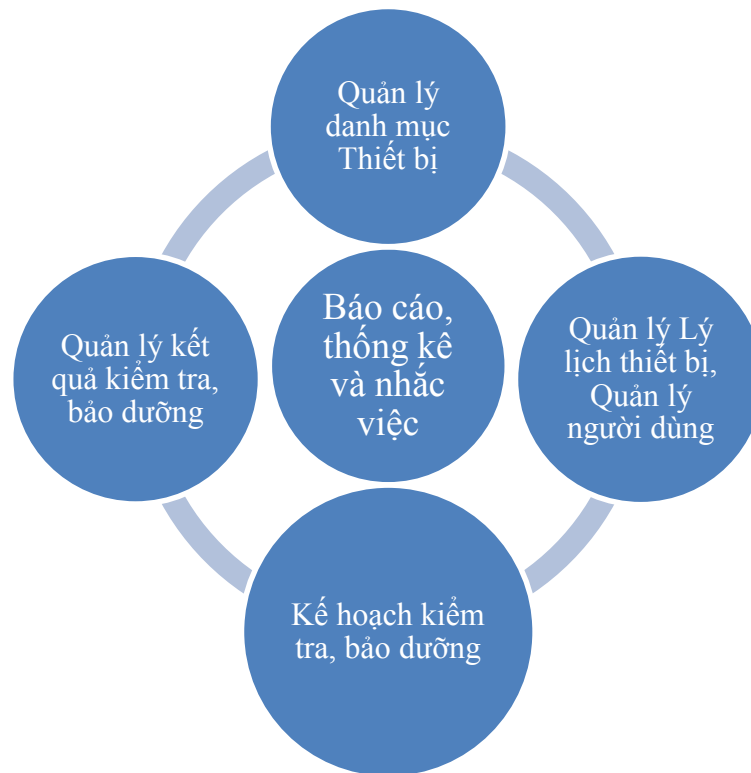 Quản lý
danh mục
Thiết bị
Báo cáo,
thống kê
và nhắc
việc
Quản lý kết
quả kiểm tra,
bảo dưỡng
Quản lý Lý
lịch thiết bị,
Quản lý
người dùng
Kế hoạch kiểm
tra, bảo dưỡng